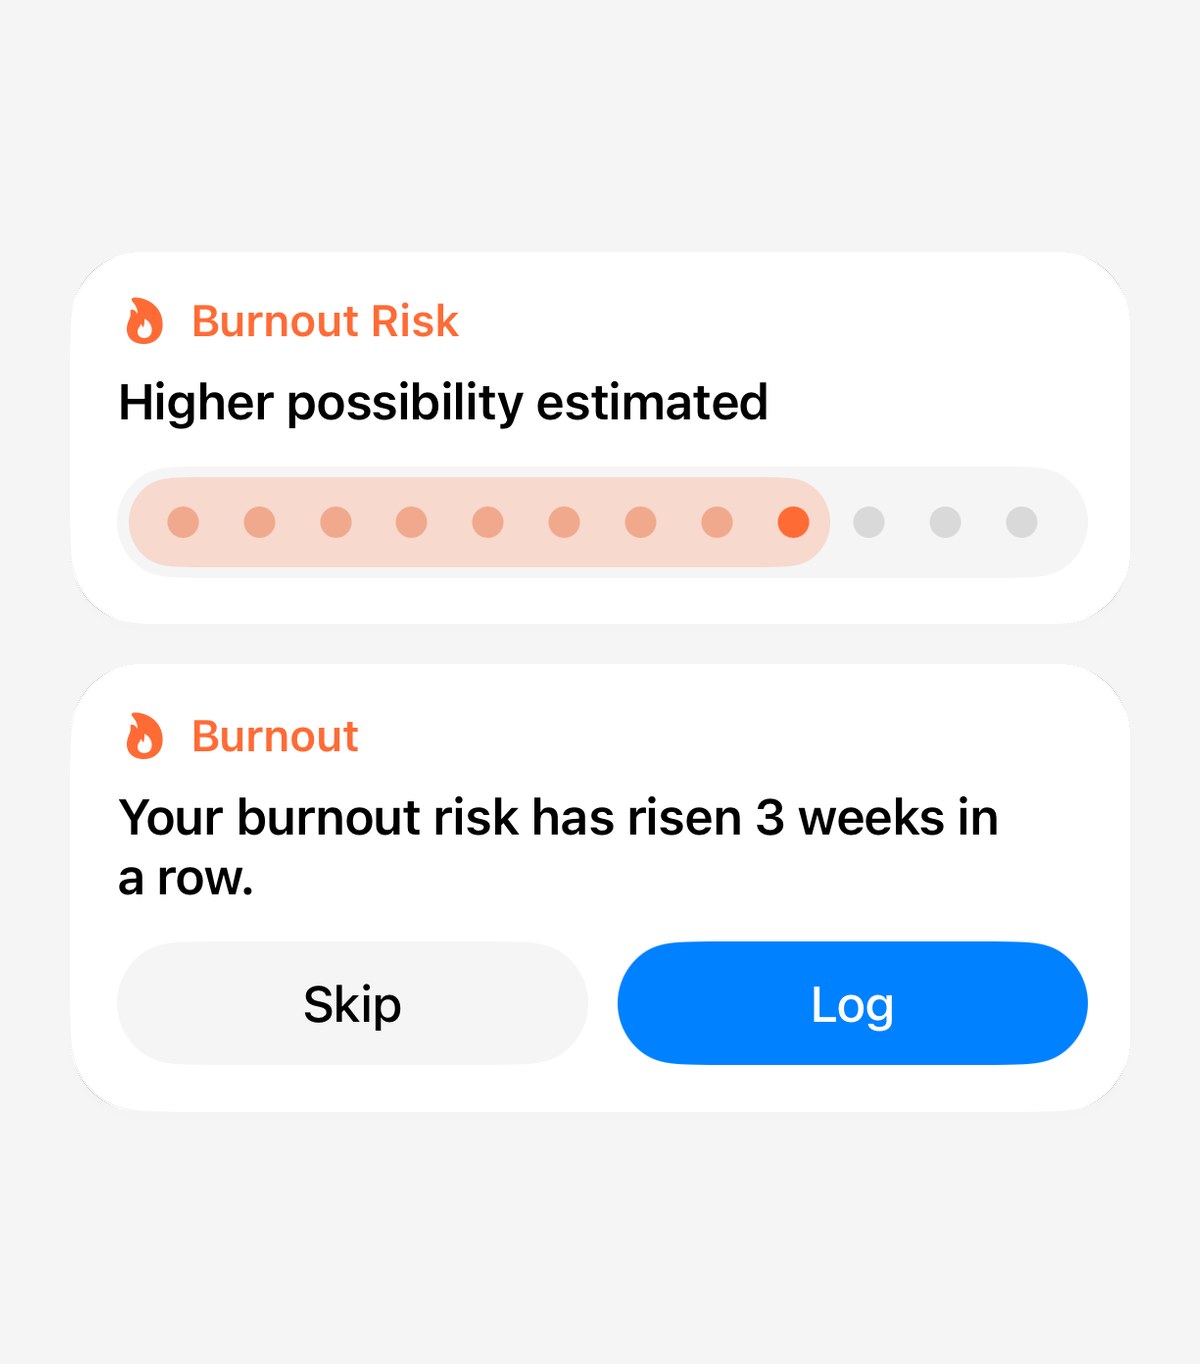 Burnout Risk
Higher possibility estimated
Burnout
Your burnout risk has risen 3 weeks in
a row.
Skip
Log